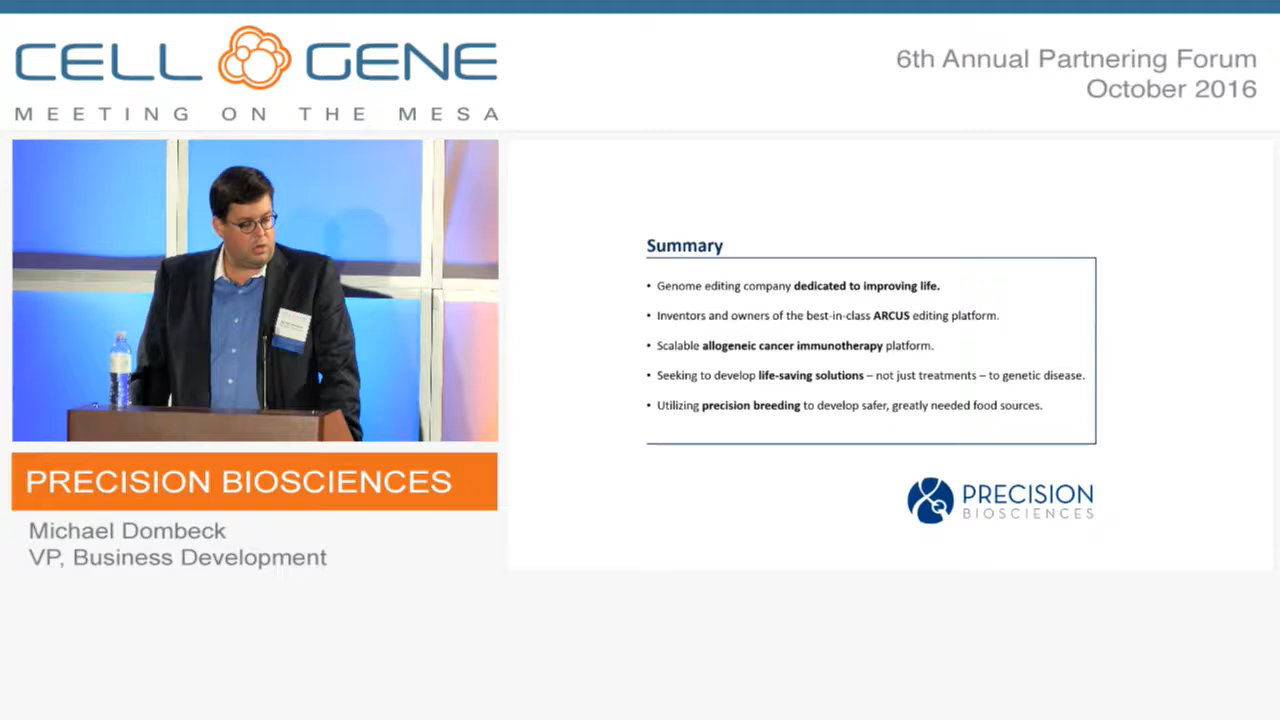 CELL GENE
MEETING ON THE MESA
6th Annual Partnering Forum
October 2016
Summary
• Genome editing company dedicated to improving life.
• Inventors and owners of the best-in-class ARCUS editing platform.
• Scalable allogeneic cancer immunotherapy platform.
• Seeking to develop life-saving solutions – not just treatments – to genetic disease.
• Utilizing precision breeding to develop safer, greatly needed food sources.
PRECISION
BIOSCIENCES
PRECISION BIOSCIENCES
Michael Dombeck
VP, Business Development